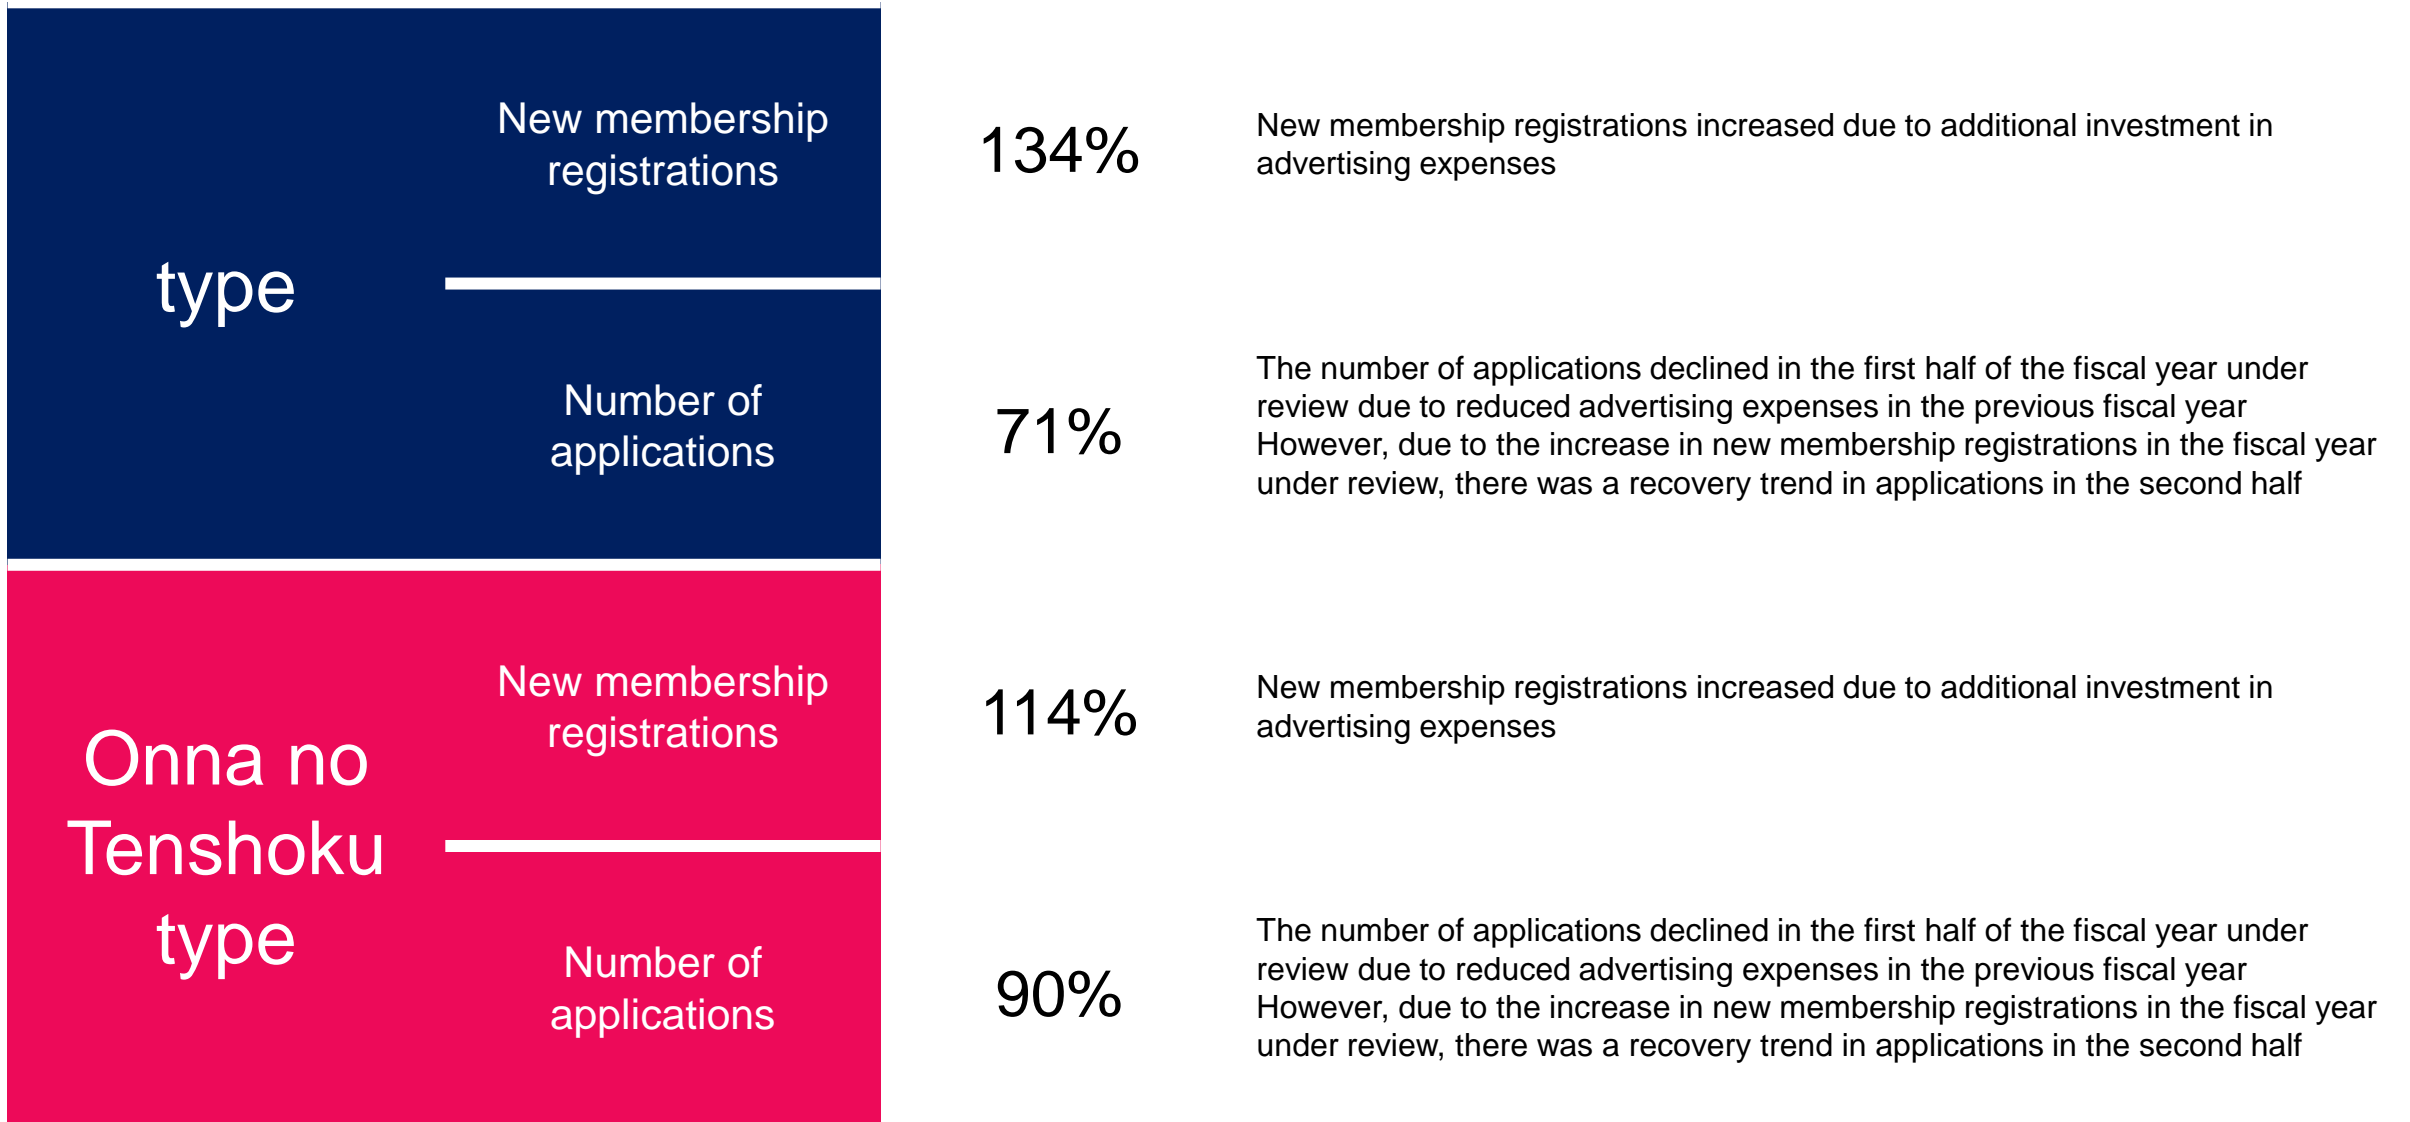 type
New membership
registrations
134%
New membership registrations increased due to additional investment in
advertising expenses
Number of
applications
71%
The number of applications declined in the first half of the fiscal year under
review due to reduced advertising expenses in the previous fiscal year
However, due to the increase in new membership registrations in the fiscal year
under review, there was a recovery trend in applications in the second half
Onna no
Tenshoku
type
New membership
registrations
114%
New membership registrations increased due to additional investment in
advertising expenses
Number of
applications
90%
The number of applications declined in the first half of the fiscal year under
review due to reduced advertising expenses in the previous fiscal year
However, due to the increase in new membership registrations in the fiscal year
under review, there was a recovery trend in applications in the second half